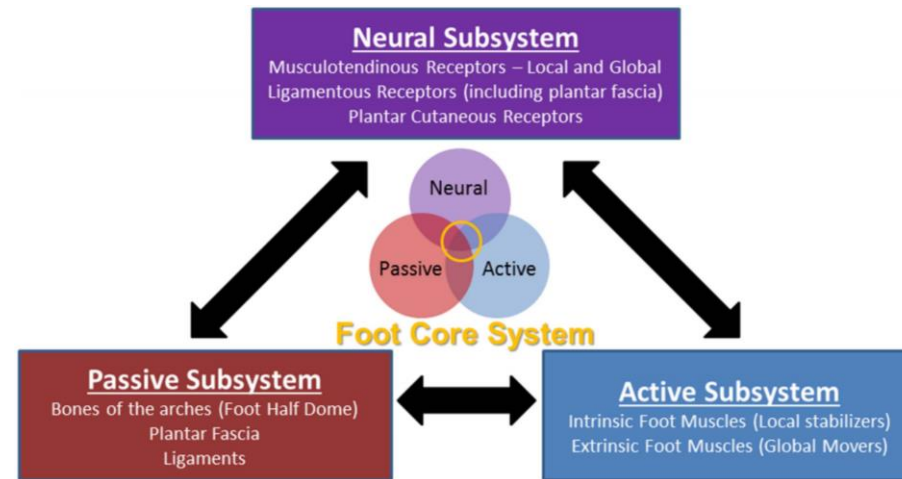 Neural Subsystem
Musculotendinous Receptors – Local and Global
Ligamentous Receptors (including plantar fascia)
Plantar Cutaneous Receptors
Neural
Passive
Active
Foot Core System
Passive Subsystem
Bones of the arches (Foot Half Dome)
Plantar Fascia
Ligaments
Active Subsystem
Intrinsic Foot Muscles (Local stabilizers)
Extrinsic Foot Muscles (Global Movers)